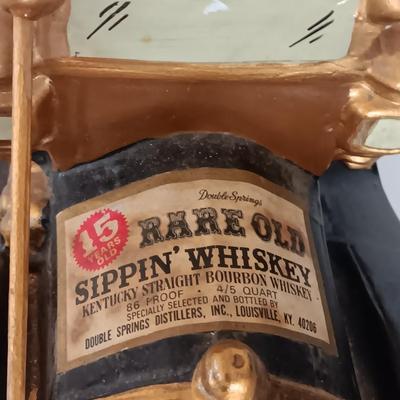 Double Springs
15
YEARS
OLD
RARE OLD
SIPPIN' WHISKEY
KENTUCKY STRAIGHT BOURBON WHISKEY
86 PROOF 4/5 QUART
SPECIALLY SELECTED AND BOTTLED BY
DOUBLE SPRINGS DISTILLERS, INC., LOUISVILLE, KY. 40206